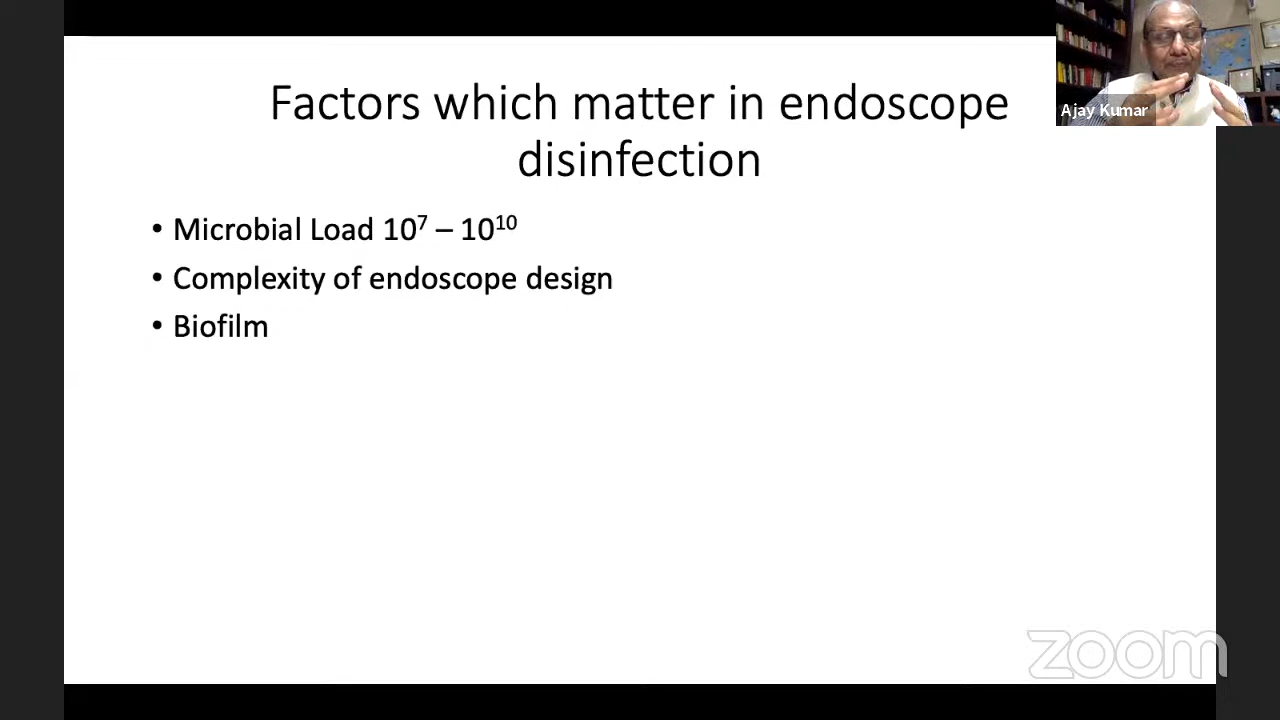 Factors which matter in endoscope
disinfection
• Microbial Load 10⁷ – 10¹⁰
• Complexity of endoscope design
• Biofilm
Ajay Kumar
zoom